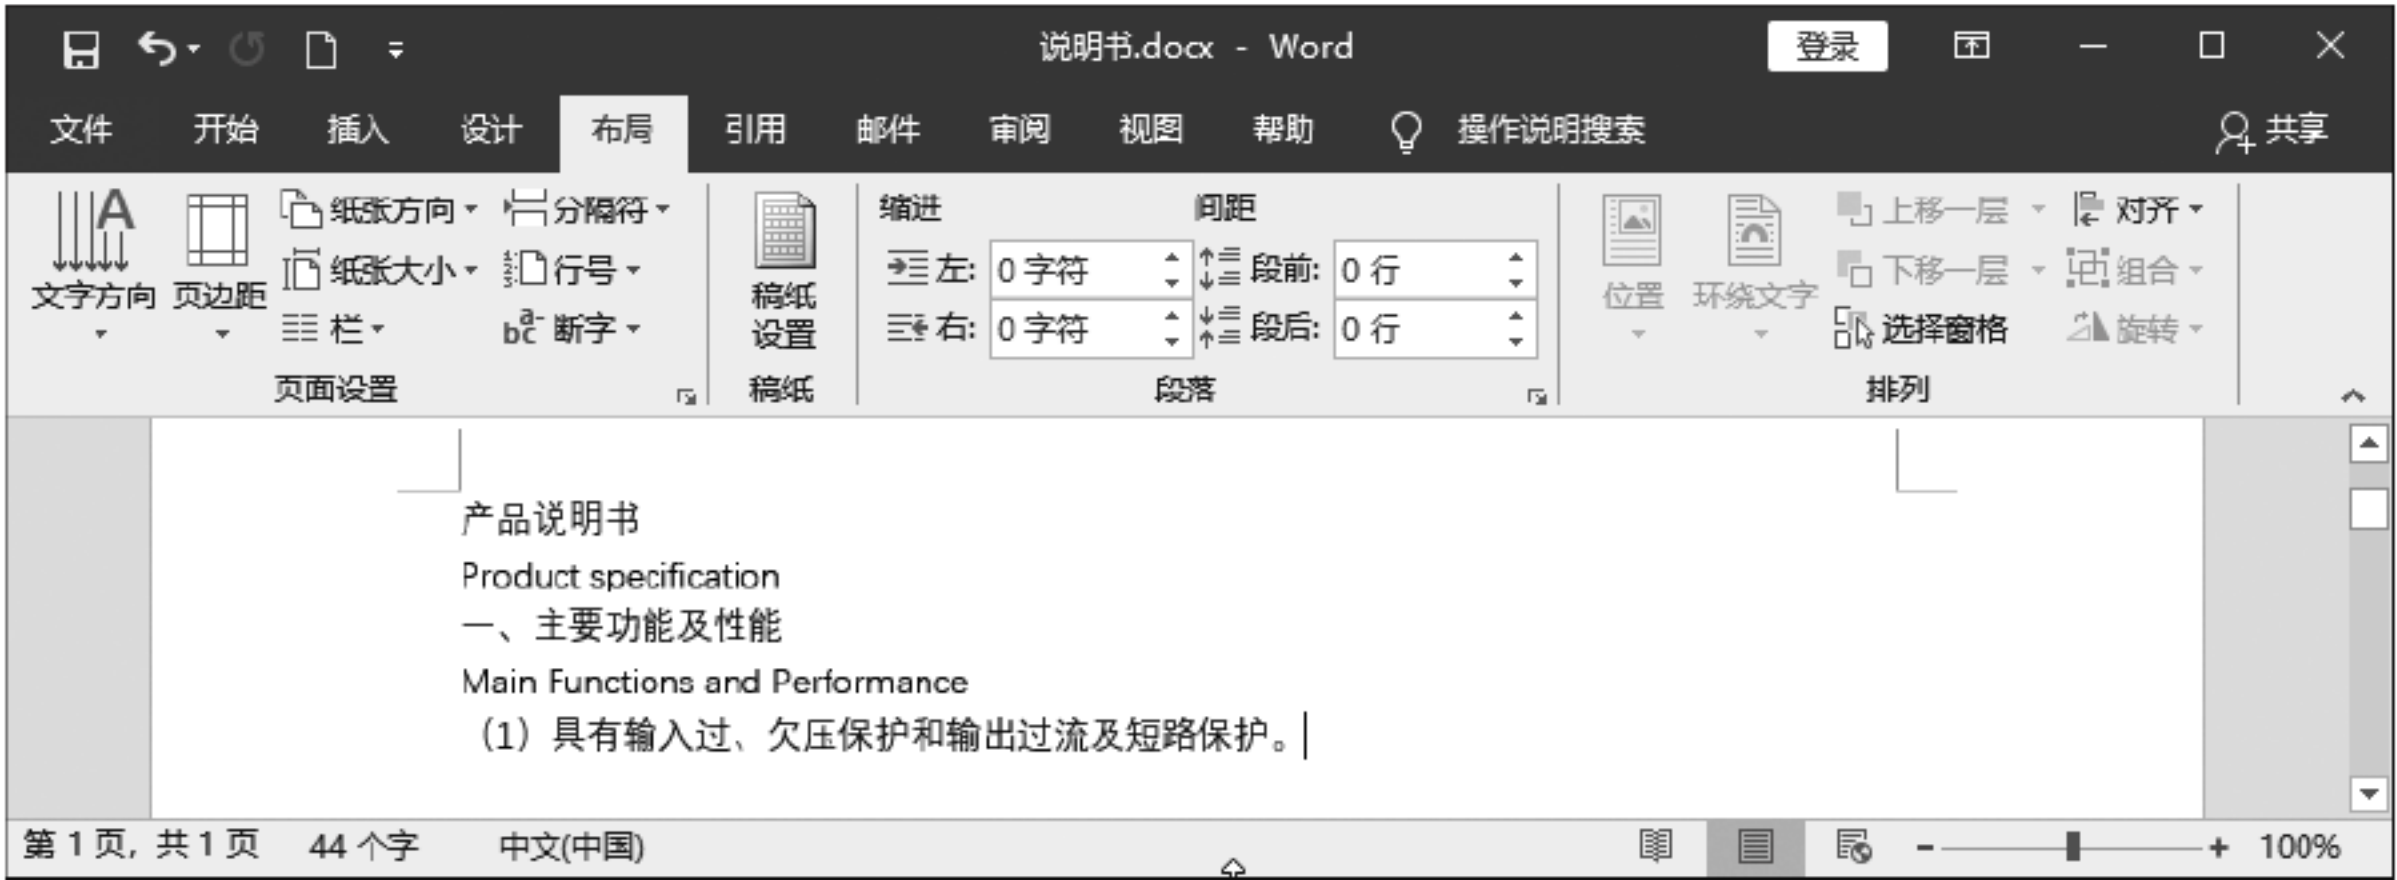 说明书.docx - Word
登录
文件 开始 插入 设计 布局 引用 邮件 审阅 视图 帮助 操作说明搜索 共享
文字方向
页边距
纸张方向
纸张大小
栏
分隔符
行号
断字
页面设置
稿纸
设置
稿纸
缩进
左: 0 字符
右: 0 字符
间距
段前: 0 行
段后: 0 行
段落
位置
环绕文字
上移一层
下移一层
选择窗格
对齐
组合
旋转
排列
产品说明书
Product specification
一、主要功能及性能
Main Functions and Performance
（1）具有输入过、欠压保护和输出过流及短路保护。
第 1 页, 共 1 页 44 个字 中文(中国) 100%